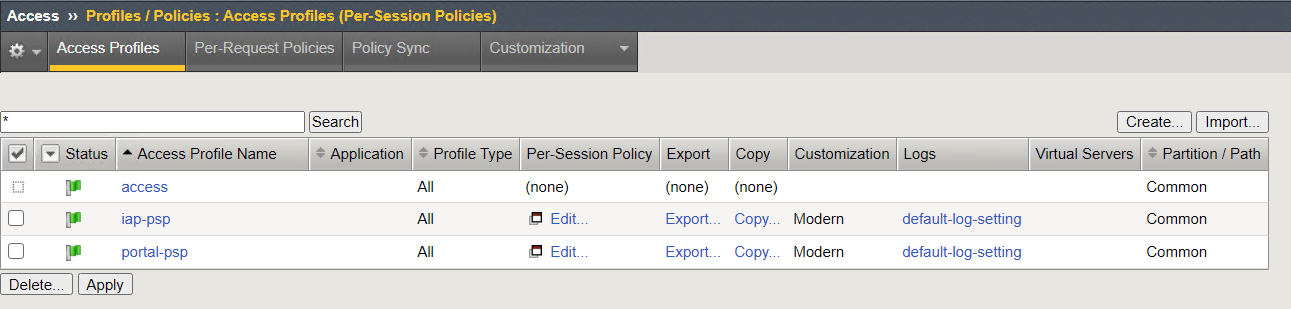 Access ›› Profiles / Policies : Access Profiles (Per-Session Policies)
Access Profiles Per-Request Policies Policy Sync Customization
* Search Create... Import...
Status Access Profile Name Application Profile Type Per-Session Policy Export Copy Customization Logs Virtual Servers Partition / Path
access All (none) (none) (none) Common
iap-psp All Edit... Export... Copy... Modern default-log-setting Common
portal-psp All Edit... Export... Copy... Modern default-log-setting Common
Delete... Apply